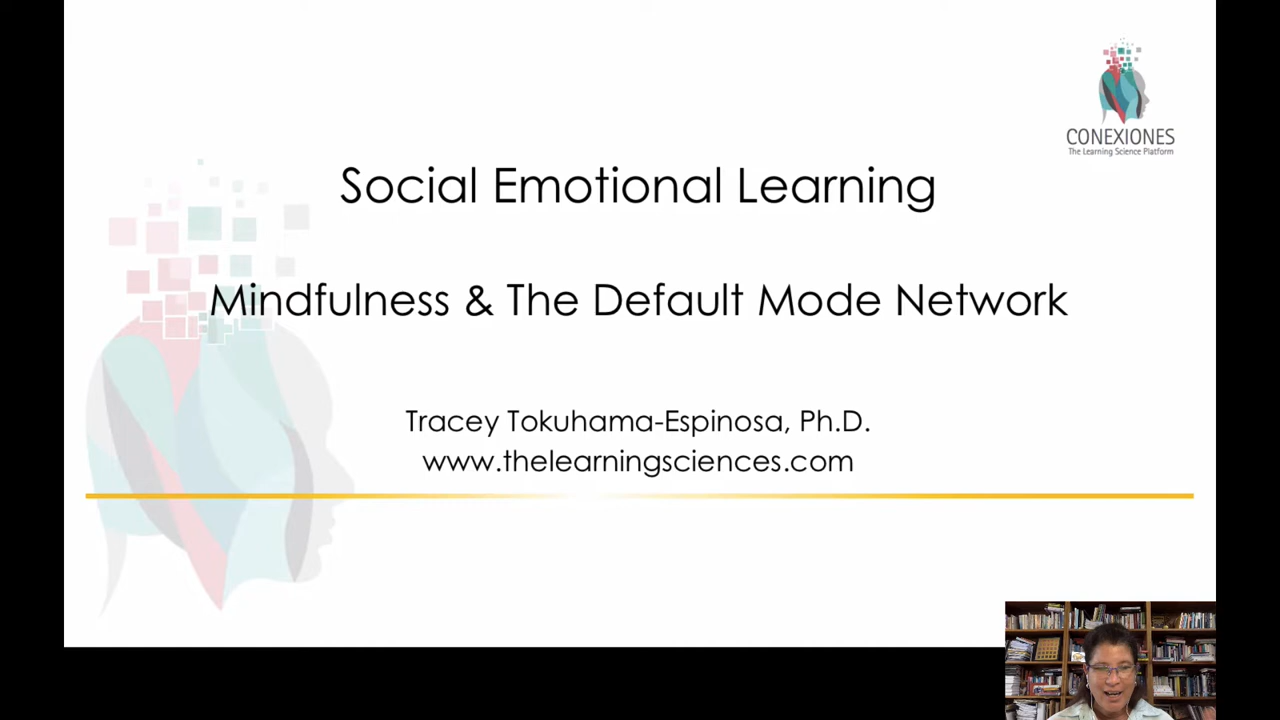 CONEXIONES
The Learning Science Platform
Social Emotional Learning
Mindfulness & The Default Mode Network
Tracey Tokuhama-Espinosa, Ph.D.
www.thelearningsciences.com